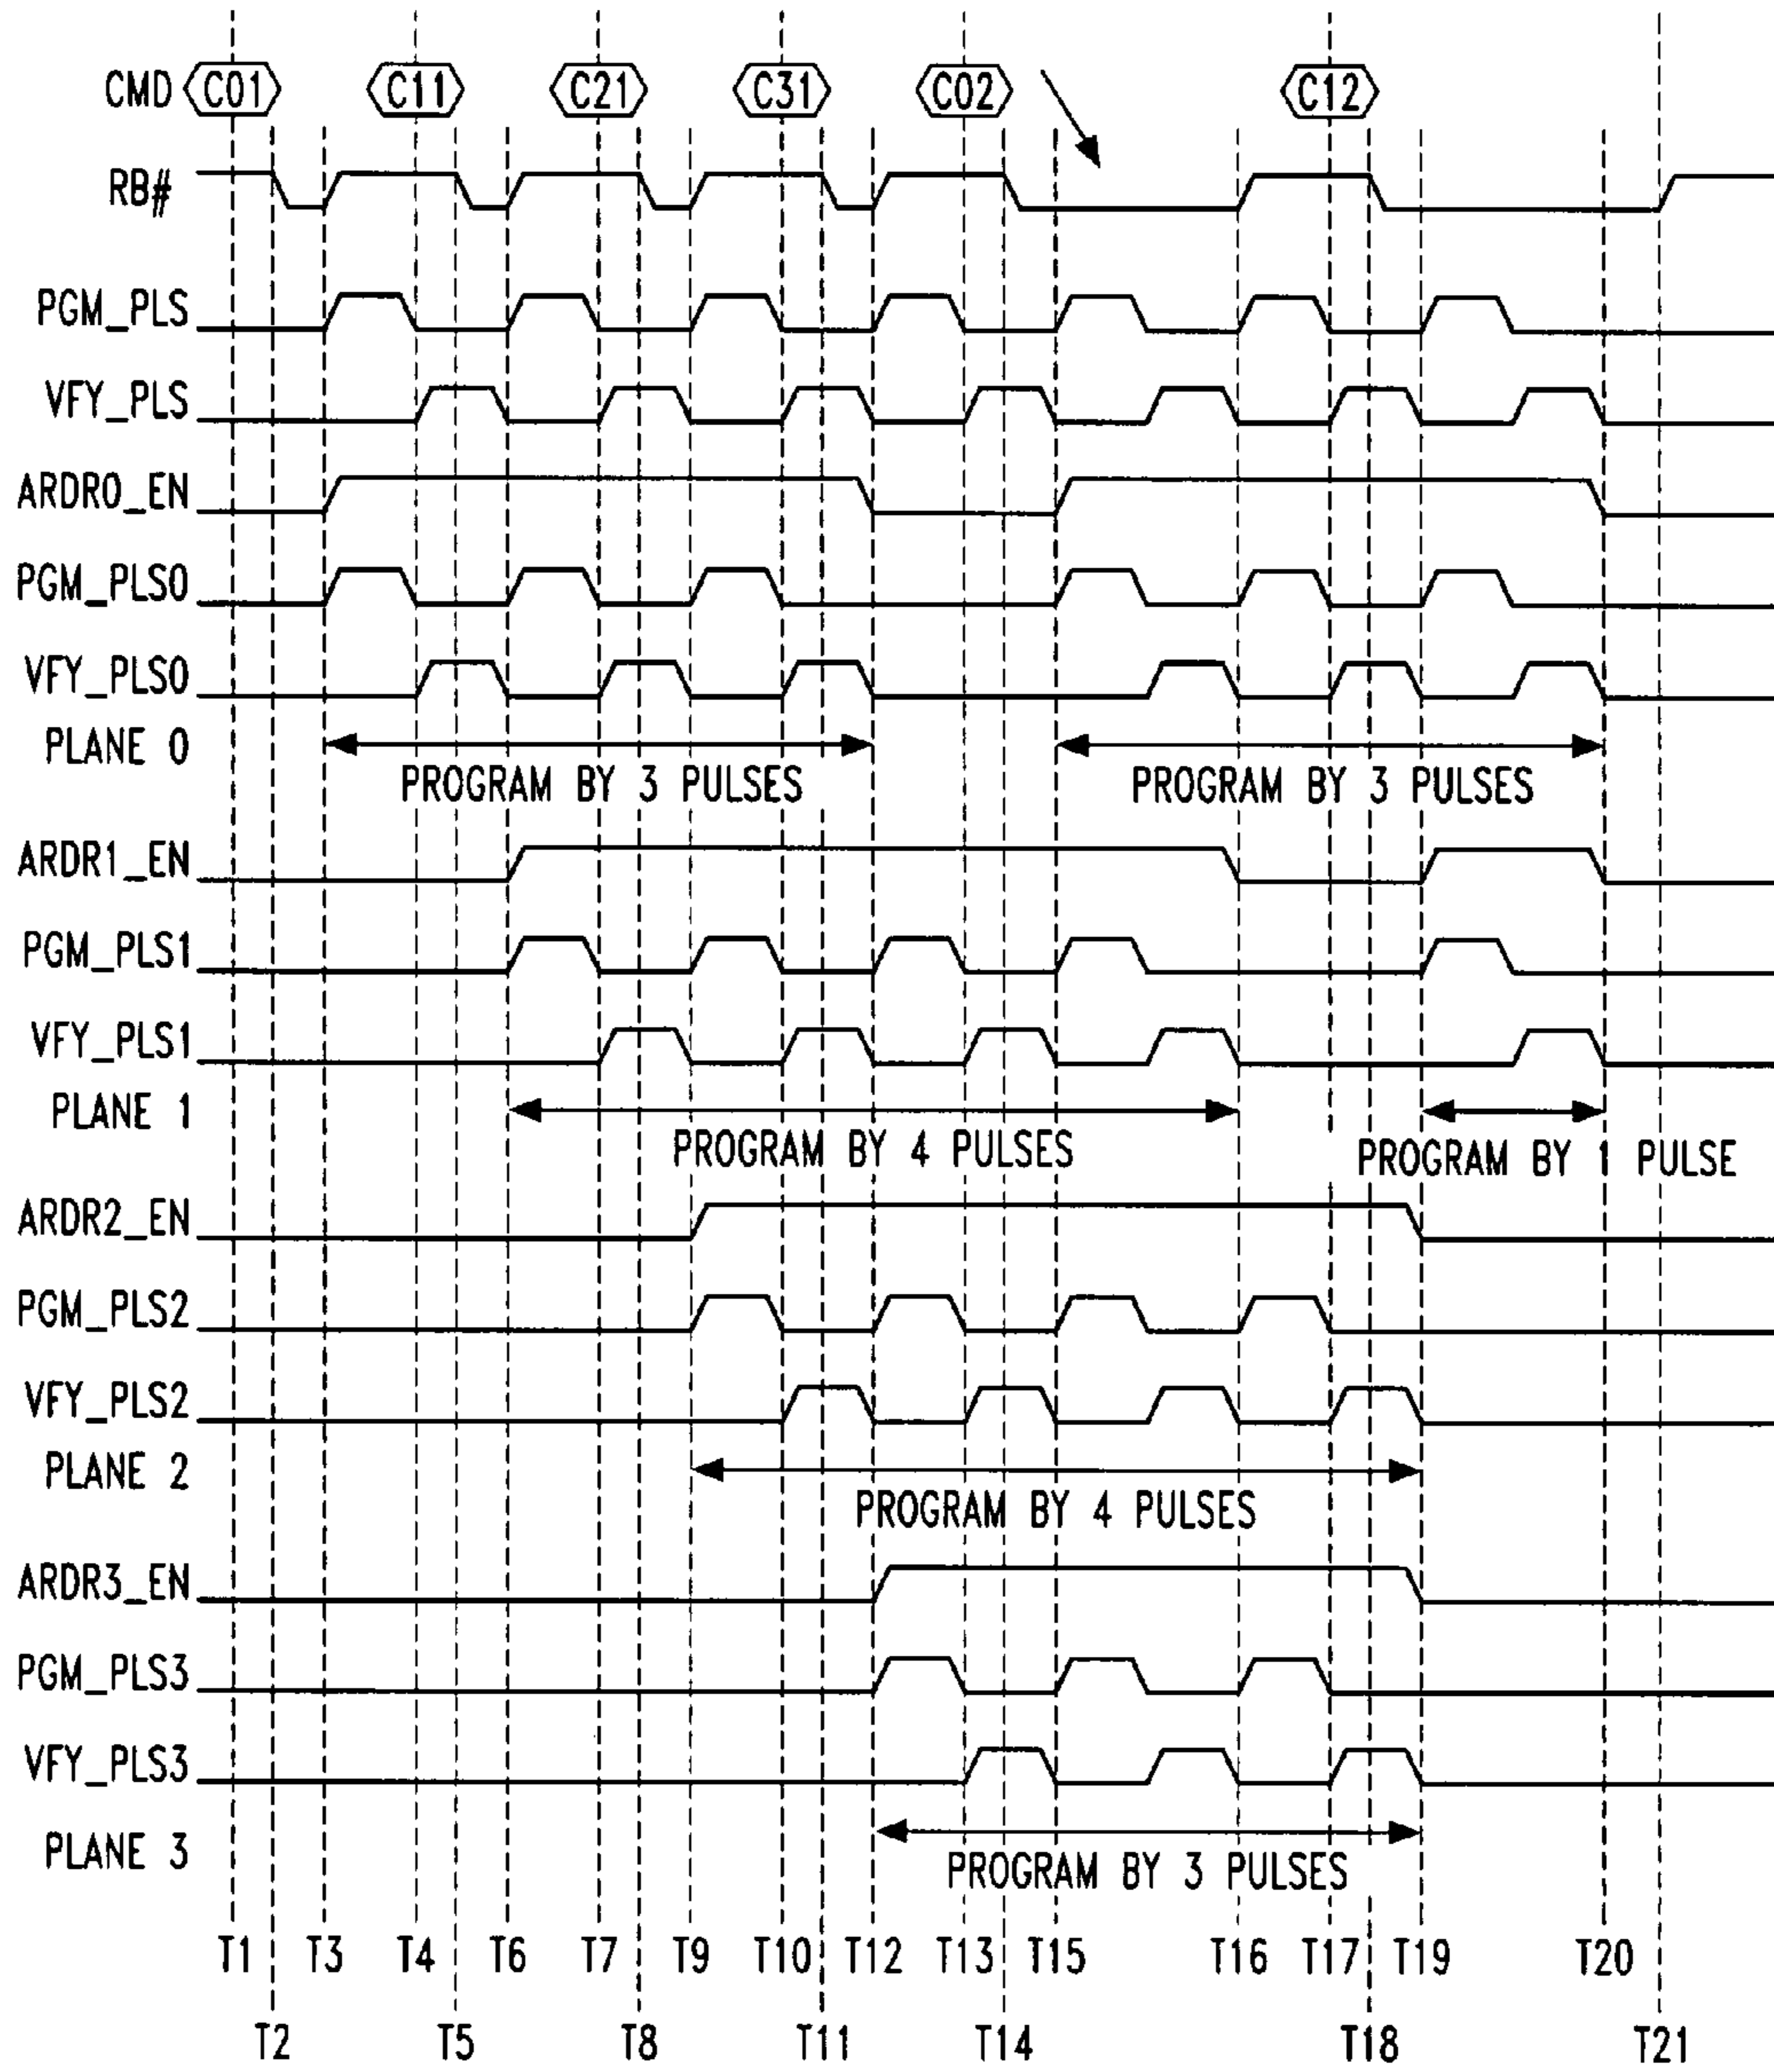 CMD C01 C11 C21 C31 C02 C12
RB#
PGM_PLS
VFY_PLS
ARDR0_EN
PGM_PLS0
VFY_PLS0
PLANE 0
PROGRAM BY 3 PULSES PROGRAM BY 3 PULSES
ARDR1_EN
PGM_PLS1
VFY_PLS1
PLANE 1
PROGRAM BY 4 PULSES PROGRAM BY 1 PULSE
ARDR2_EN
PGM_PLS2
VFY_PLS2
PLANE 2
PROGRAM BY 4 PULSES
ARDR3_EN
PGM_PLS3
VFY_PLS3
PLANE 3
PROGRAM BY 3 PULSES
T1 T3 T4 T6 T7 T9 T10 T12 T13 T15 T16 T17 T19 T20
T2 T5 T8 T11 T14 T18 T21